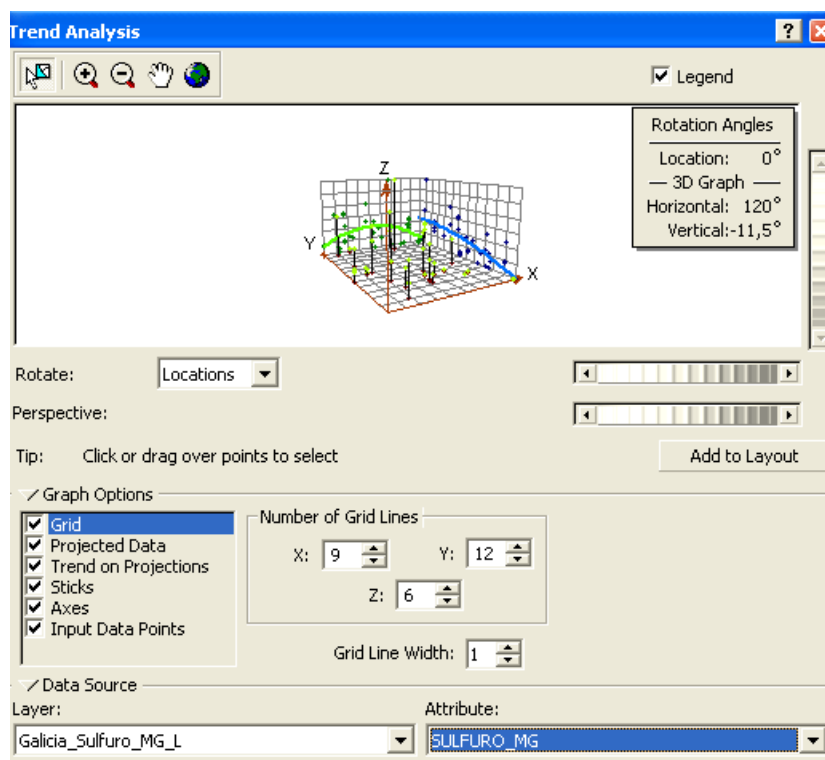 Trend Analysis
?
Legend
Rotation Angles
Location: 0°
3D Graph
Horizontal: 120°
Vertical:-11,5°
Z
Y
X
Rotate: Locations
Perspective:
Tip: Click or drag over points to select
Add to Layout
Graph Options
Grid
Projected Data
Trend on Projections
Sticks
Axes
Input Data Points
Number of Grid Lines
X: 9 Y: 12
Z: 6
Grid Line Width: 1
Data Source
Layer: Attribute:
Galicia_Sulfuro_MG_L SULFURO_MG